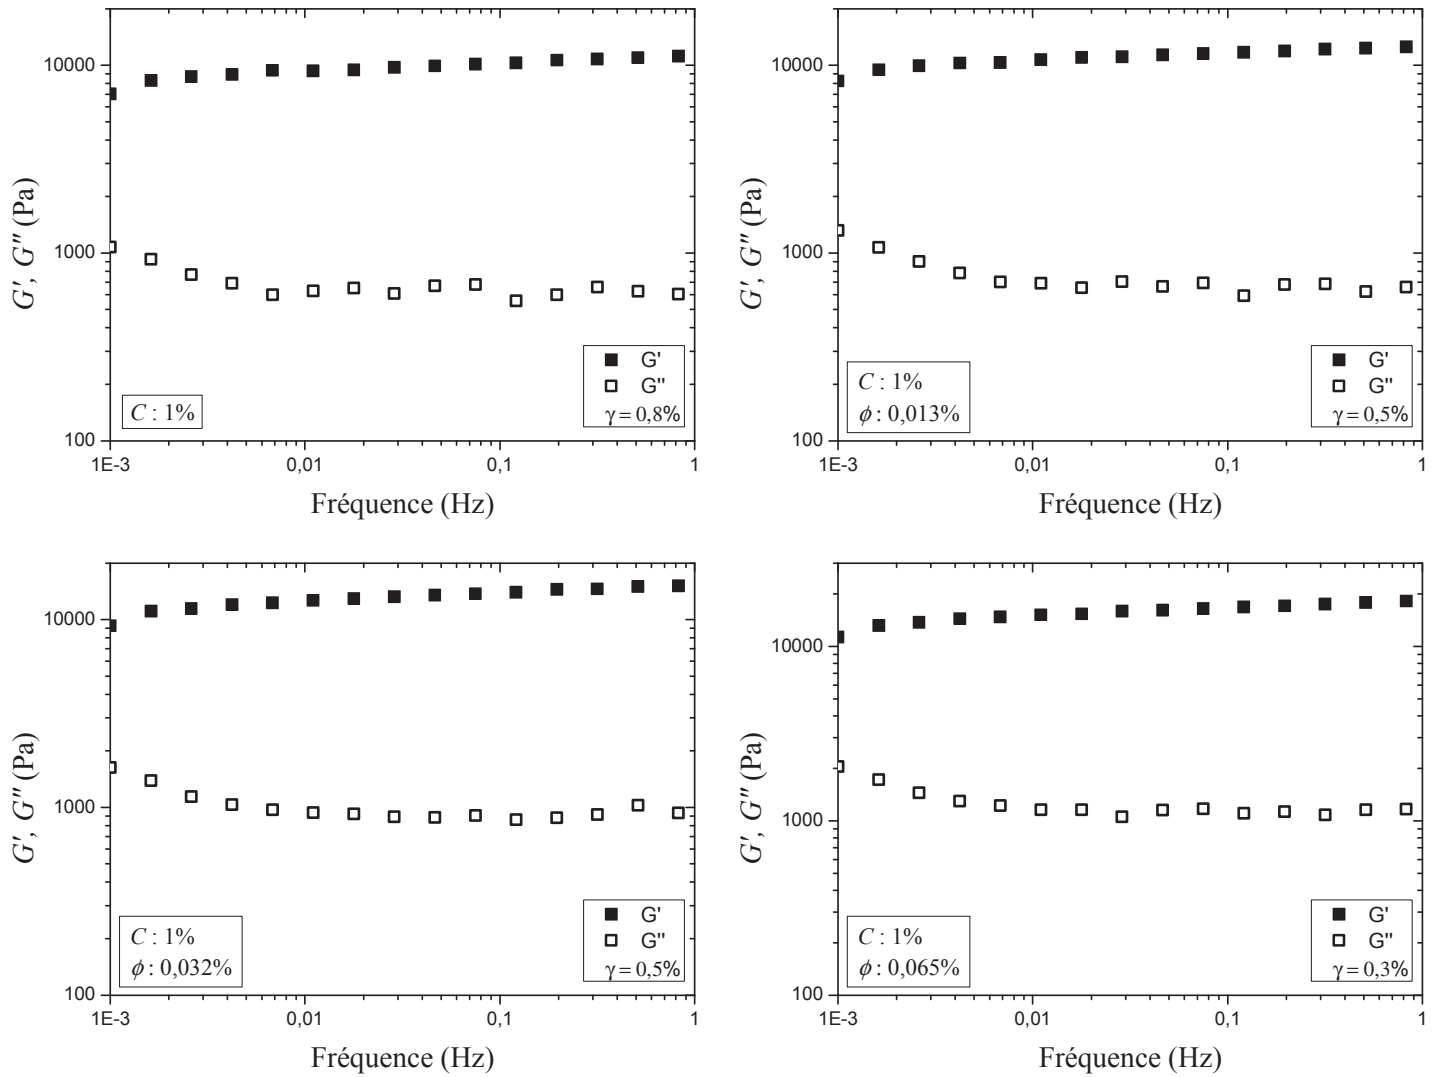 10000
1000
100
G', G″ (Pa)
1E-3 0,01 0,1 1
Fréquence (Hz)
C : 1%
G'
G"
γ = 0,8%
10000
1000
100
G', G″ (Pa)
1E-3 0,01 0,1 1
Fréquence (Hz)
C : 1%
ϕ : 0,013%
G'
G"
γ = 0,5%
10000
1000
100
G', G″ (Pa)
1E-3 0,01 0,1 1
Fréquence (Hz)
C : 1%
ϕ : 0,032%
G'
G"
γ = 0,5%
10000
1000
100
G', G″ (Pa)
1E-3 0,01 0,1 1
Fréquence (Hz)
C : 1%
ϕ : 0,065%
G'
G"
γ = 0,3%